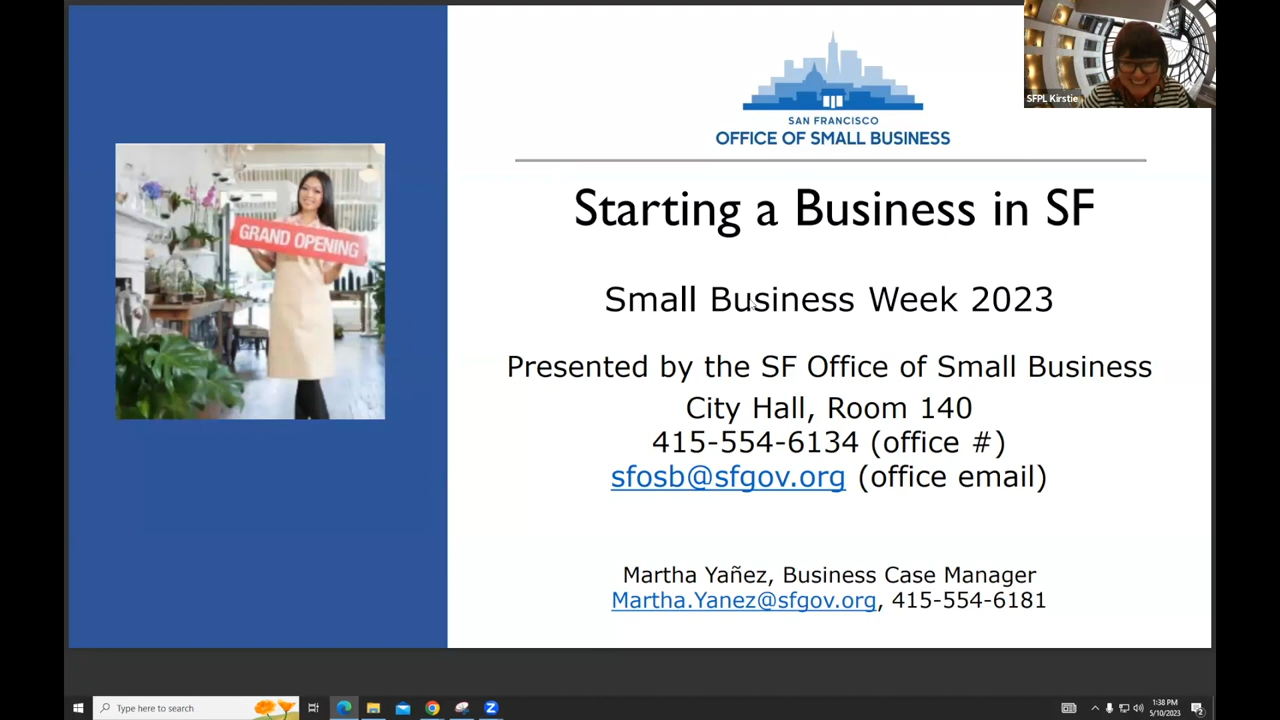 SAN FRANCISCO
OFFICE OF SMALL BUSINESS
SFPL Kirstie
GRAND OPENING
Starting a Business in SF
Small Business Week 2023
Presented by the SF Office of Small Business
City Hall, Room 140
415-554-6134 (office #)
sfosb@sfgov.org (office email)
Martha Yañez, Business Case Manager
Martha.Yanez@sfgov.org, 415-554-6181
Type here to search
1:38 PM
5/10/2023
2